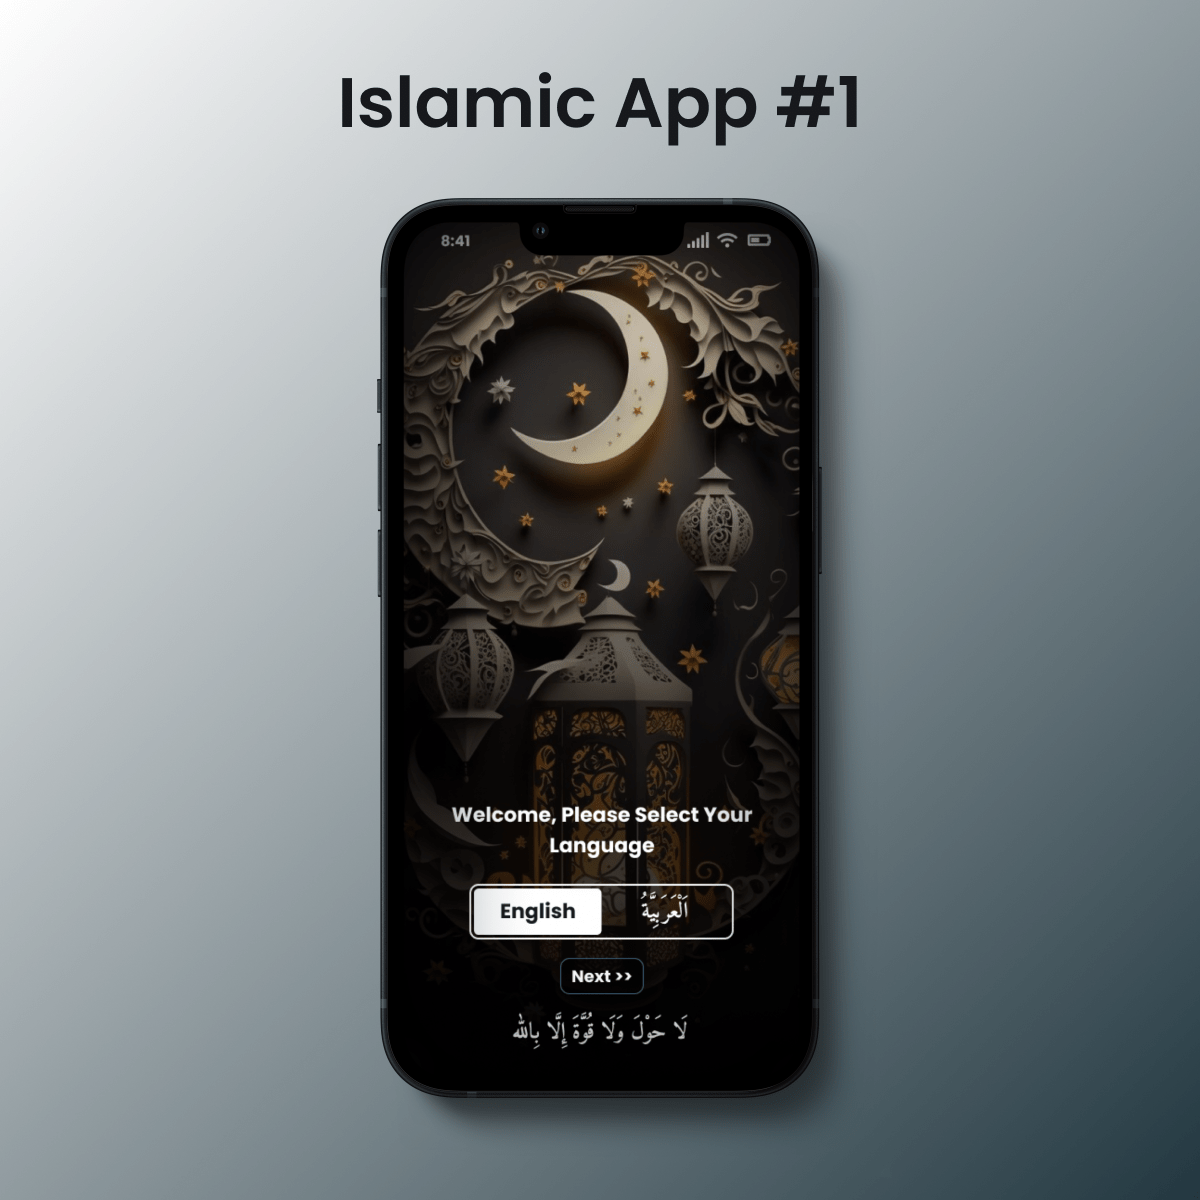 Islamic App #1
8:41
Welcome, Please Select Your
Language
English
اَلْعَرَبِيَّةُ
Next >>
لَا حَوْلَ وَلَا قُوَّةَ إِلَّا بِالله